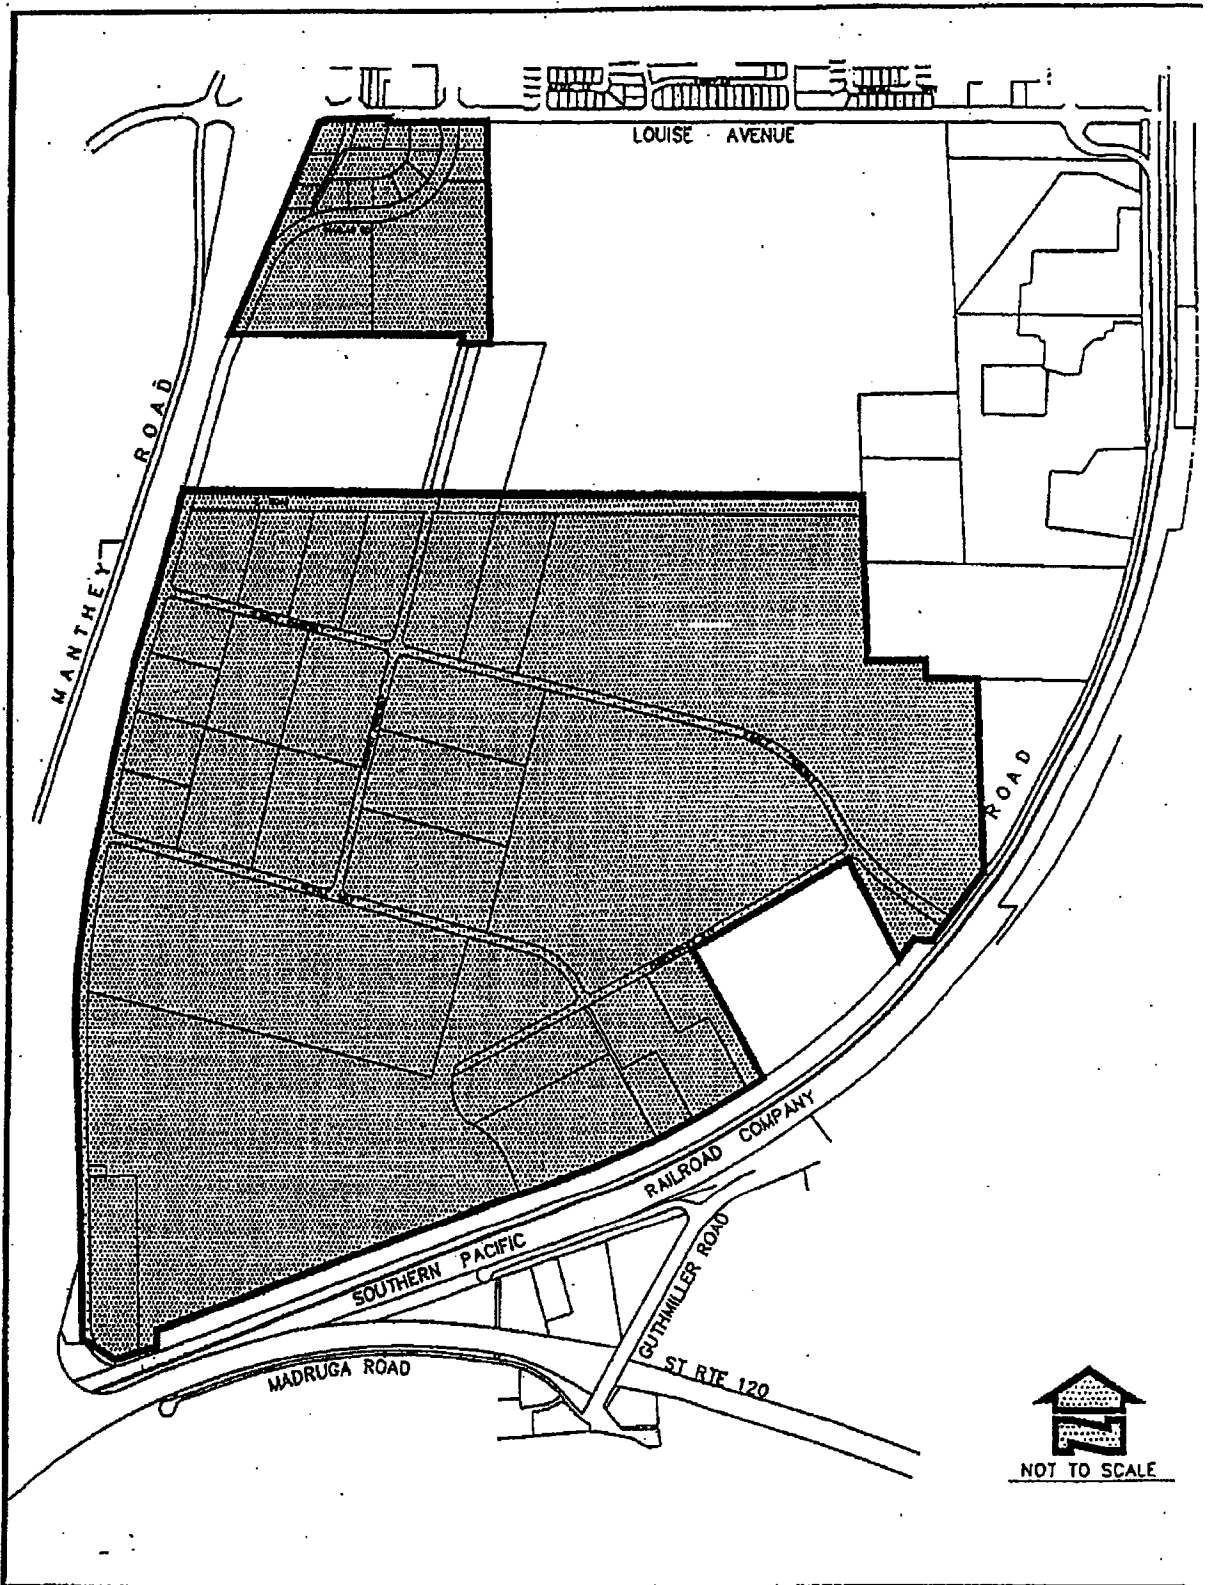 LOUISE AVENUE
MANTHEY ROAD
ROAD
SOUTHERN PACIFIC RAILROAD COMPANY
GUTHMILLER ROAD
MADRUGA ROAD
ST RTE 120
N
NOT TO SCALE